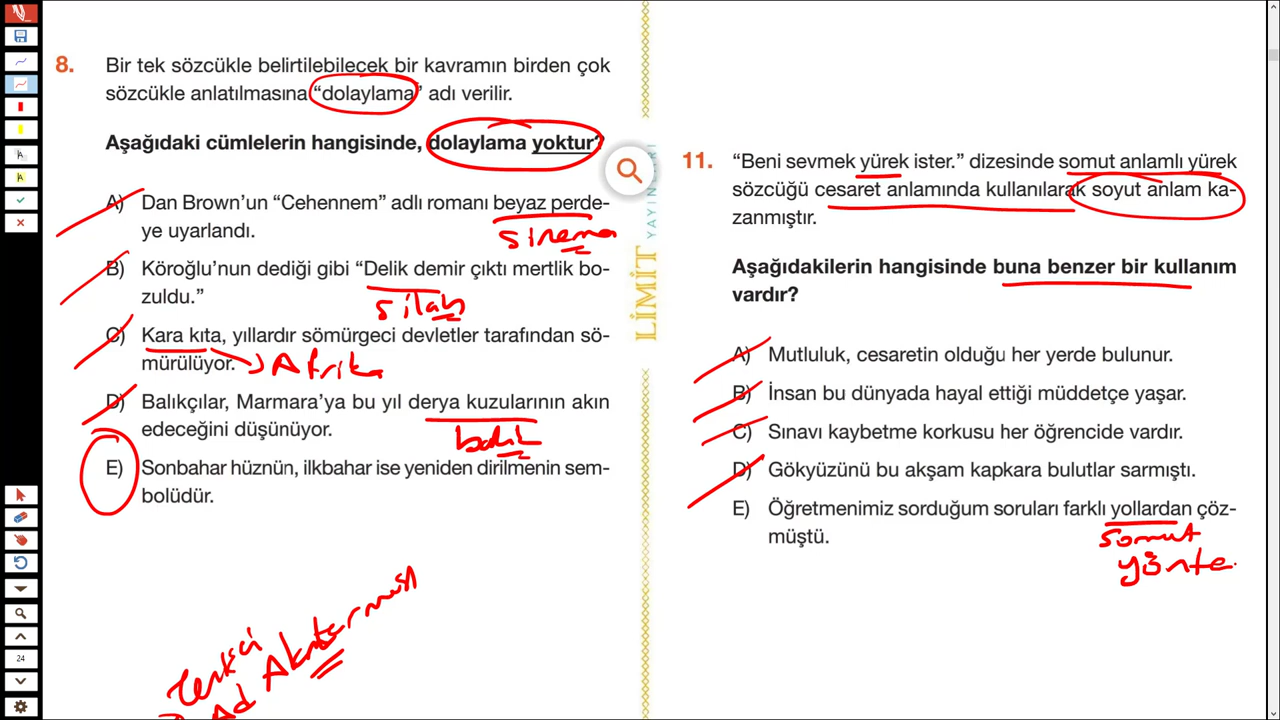 8. Bir tek sözcükle belirtilebilecek bir kavramın birden çok
sözcükle anlatılmasına “dolaylama” adı verilir.
Aşağıdaki cümlelerin hangisinde, dolaylama yoktur?
A) Dan Brown’un “Cehennem” adlı romanı beyaz perde-
ye uyarlandı.
sinema
B) Köroğlu’nun dediği gibi “Delik demir çıktı mertlik bo-
zuldu.”
silah
C) Kara kıta, yıllardır sömürgeci devletler tarafından sö-
mürülüyor.
Afrika
D) Balıkçılar, Marmara’ya bu yıl derya kuzularının akın
edeceğini düşünüyor.
balık
E) Sonbahar hüznün, ilkbahar ise yeniden dirilmenin sem-
bolüdür.
Ad Aktarması
LİMİT YAYINLARI
11. “Beni sevmek yürek ister.” dizesinde somut anlamlı yürek
sözcüğü cesaret anlamında kullanılarak soyut anlam ka-
zanmıştır.
Aşağıdakilerin hangisinde buna benzer bir kullanım
vardır?
A) Mutluluk, cesaretin olduğu her yerde bulunur.
B) İnsan bu dünyada hayal ettiği müddetçe yaşar.
C) Sınavı kaybetme korkusu her öğrencide vardır.
D) Gökyüzünü bu akşam kapkara bulutlar sarmıştı.
E) Öğretmenimiz sorduğum soruları farklı yollardan çöz-
müştü.
somut
yönte
24